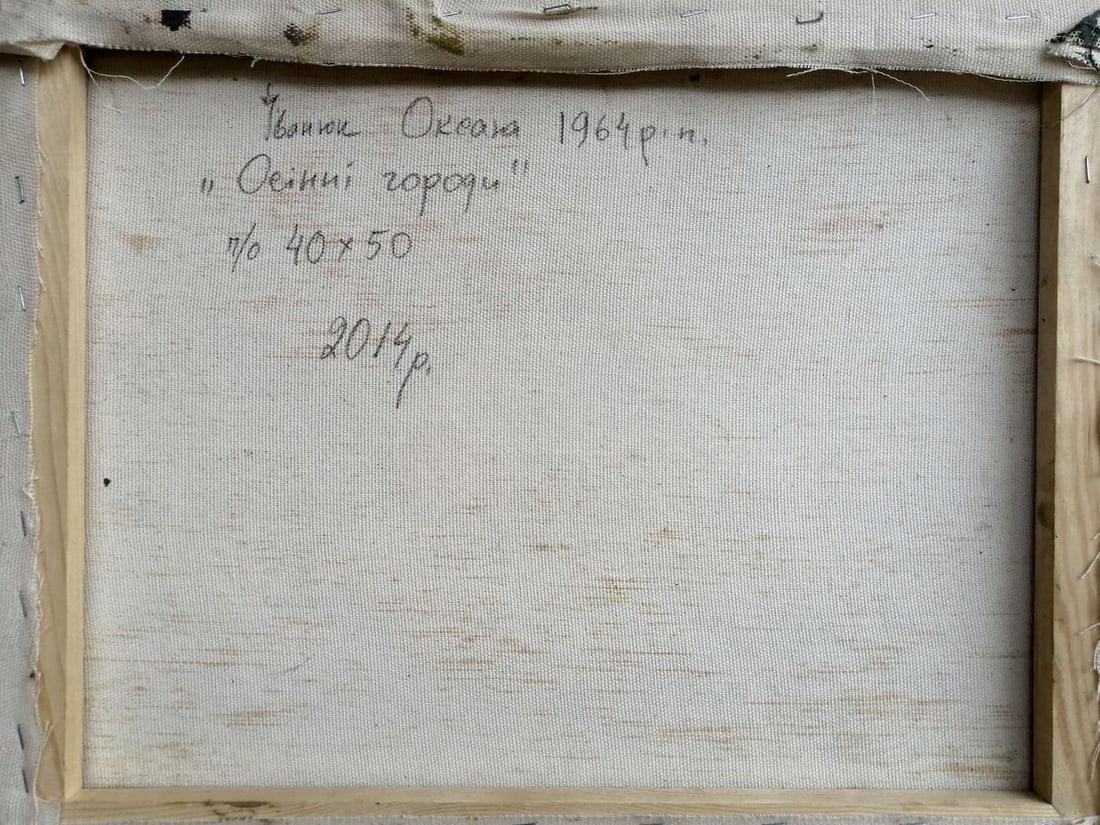 Іванюк Оксана 1964р.н.
„Осінні городи"
п/о 40 х 50
2014р.